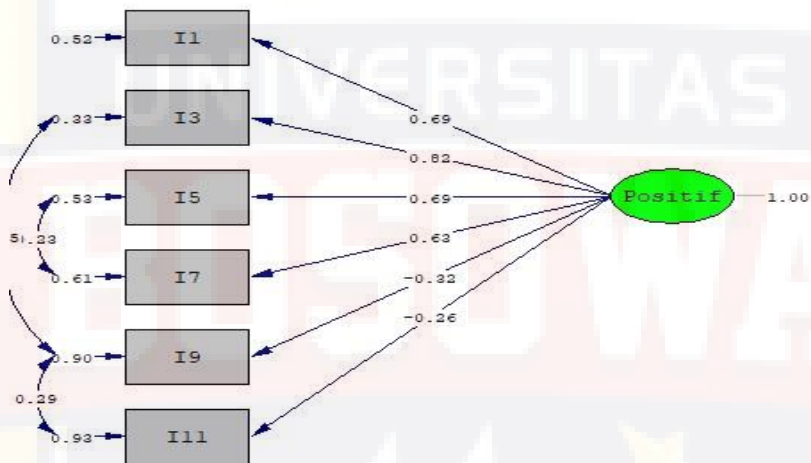 UNIVERSITAS
BOSOWA
0.52 I1
0.33 I3
0.53 I5
0.61 I7
0.90 I9
0.29
0.93 I11
0.69
0.82
0.69
0.63
-0.32
-0.26
Positif 1.00